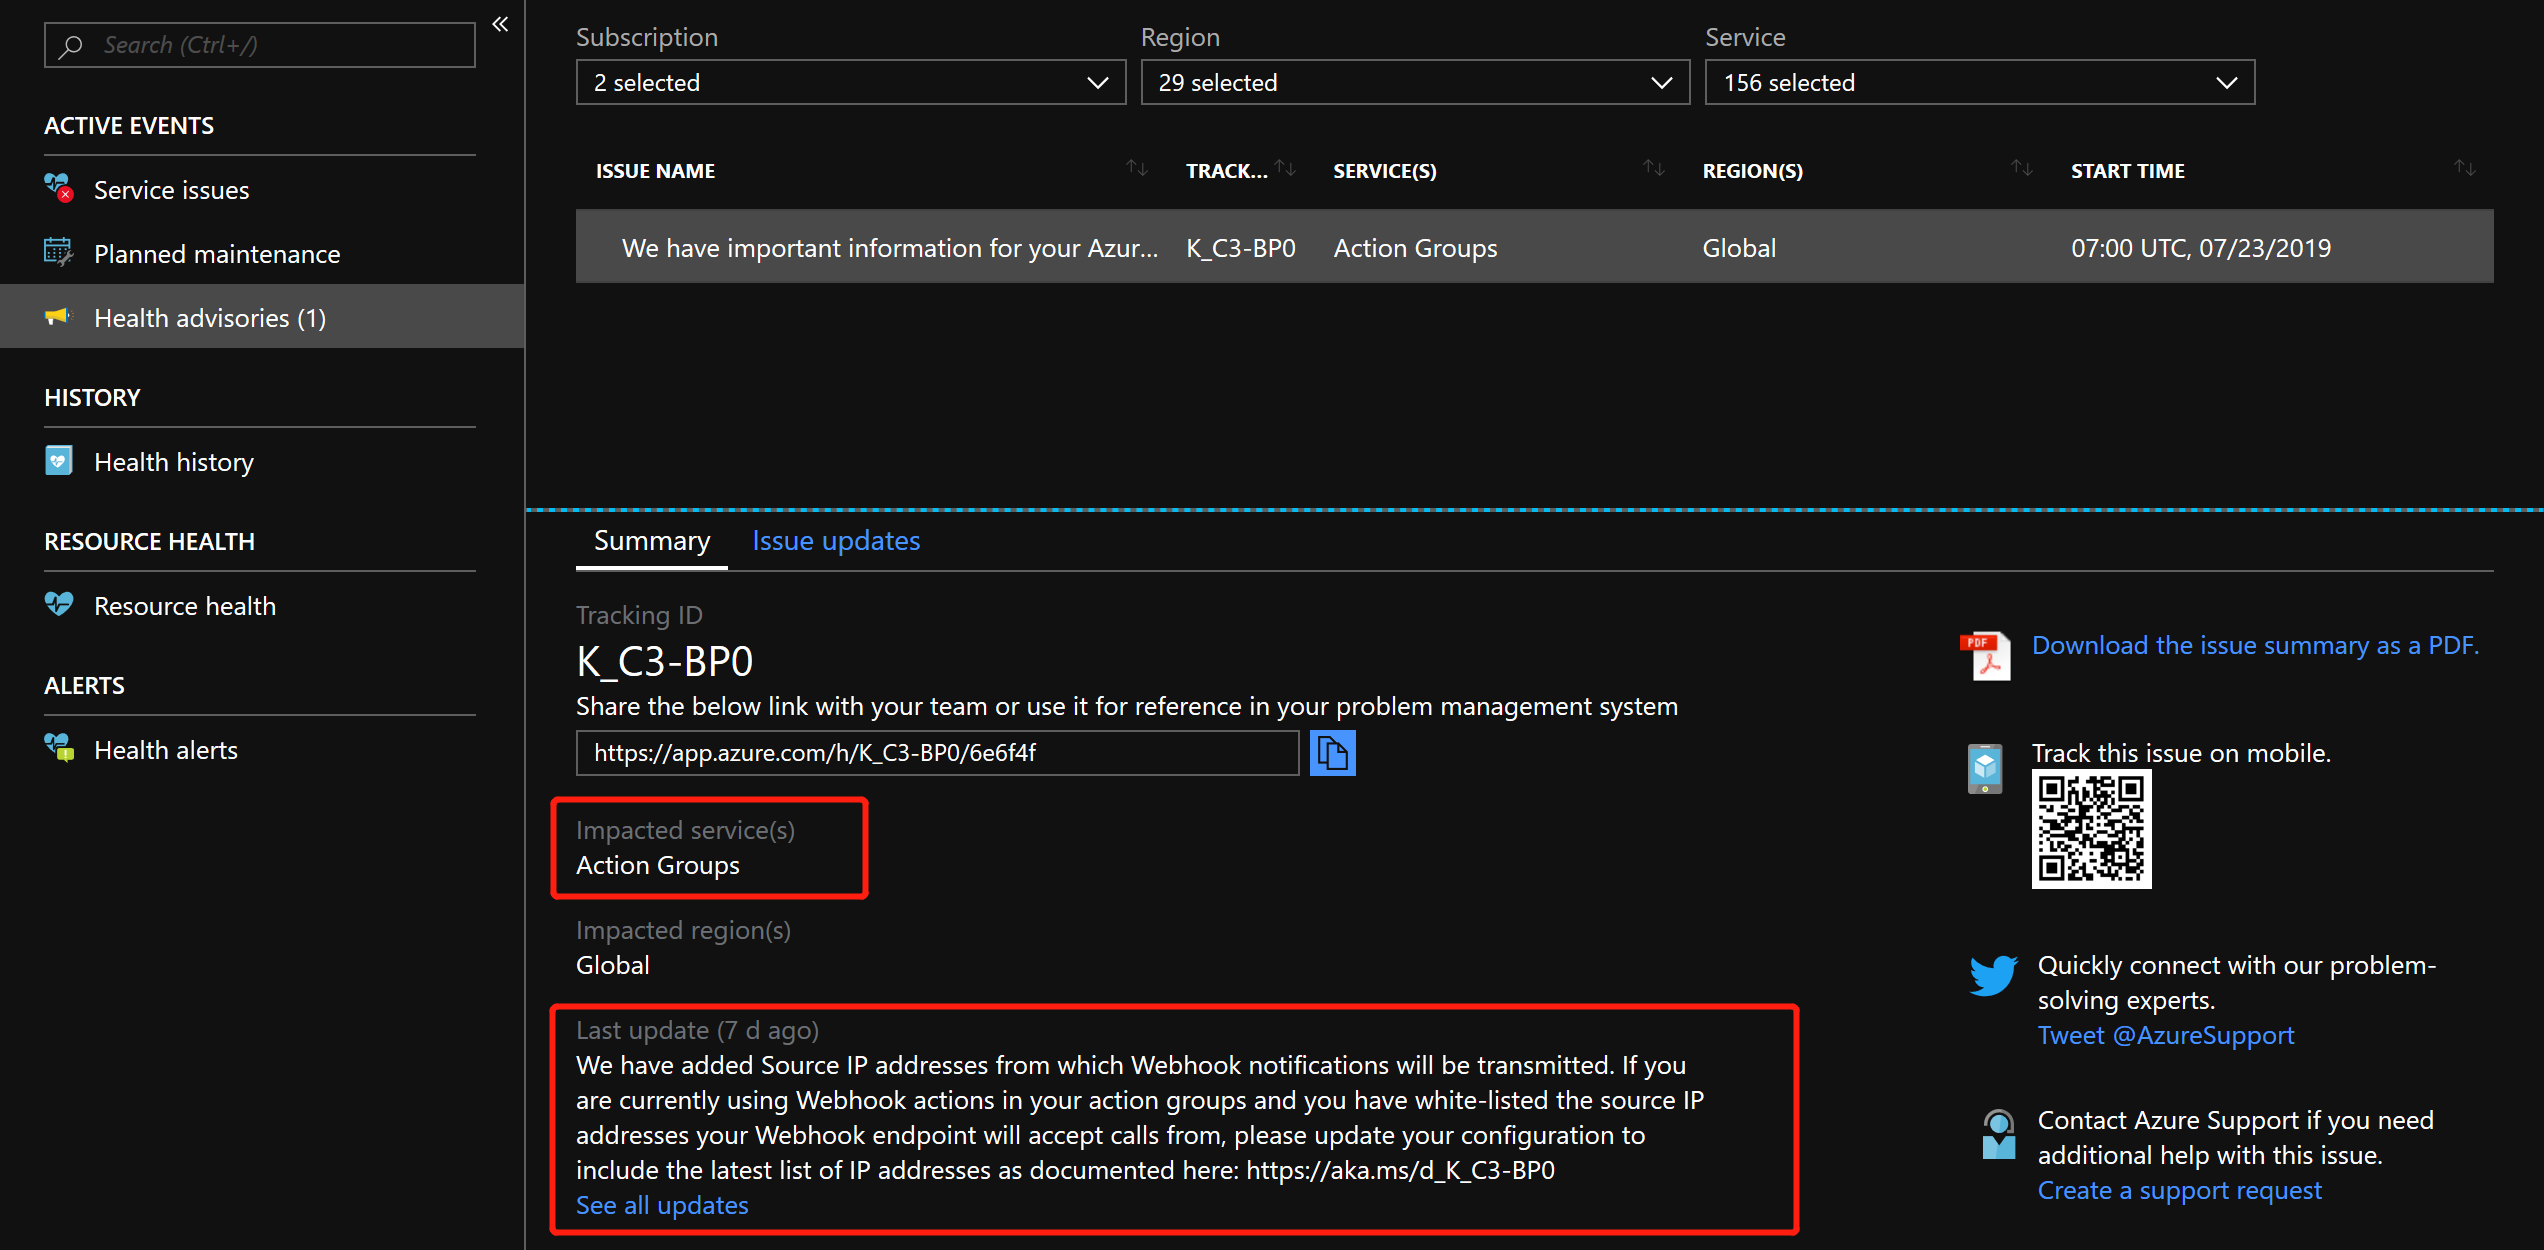 Search (Ctrl+/)
«
ACTIVE EVENTS
Service issues
Planned maintenance
Health advisories (1)
HISTORY
Health history
RESOURCE HEALTH
Resource health
ALERTS
Health alerts
Subscription Region Service
2 selected 29 selected 156 selected
ISSUE NAME TRACK... SERVICE(S) REGION(S) START TIME
We have important information for your Azur... K_C3-BP0 Action Groups Global 07:00 UTC, 07/23/2019
Summary Issue updates
Tracking ID
K_C3-BP0
Share the below link with your team or use it for reference in your problem management system
https://app.azure.com/h/K_C3-BP0/6e6f4f
Impacted service(s)
Action Groups
Impacted region(s)
Global
Last update (7 d ago)
We have added Source IP addresses from which Webhook notifications will be transmitted. If you
are currently using Webhook actions in your action groups and you have white-listed the source IP
addresses your Webhook endpoint will accept calls from, please update your configuration to
include the latest list of IP addresses as documented here: https://aka.ms/d_K_C3-BP0
See all updates
PDF
Download the issue summary as a PDF.
Track this issue on mobile.
Quickly connect with our problem-
solving experts.
Tweet @AzureSupport
Contact Azure Support if you need
additional help with this issue.
Create a support request